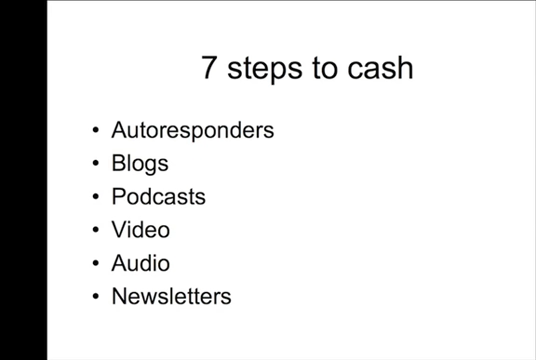 7 steps to cash
• Autoresponders
• Blogs
• Podcasts
• Video
• Audio
• Newsletters